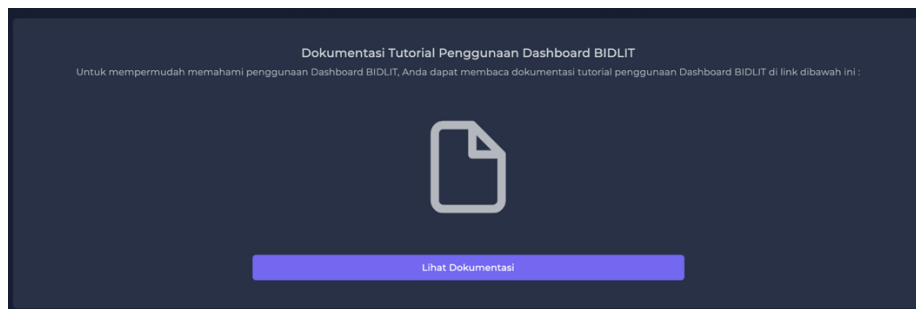 Dokumentasi Tutorial Penggunaan Dashboard BIDLIT
Untuk mempermudah memahami penggunaan Dashboard BIDLIT, Anda dapat membaca dokumentasi tutorial penggunaan Dashboard BIDLIT di link dibawah ini :
Lihat Dokumentasi